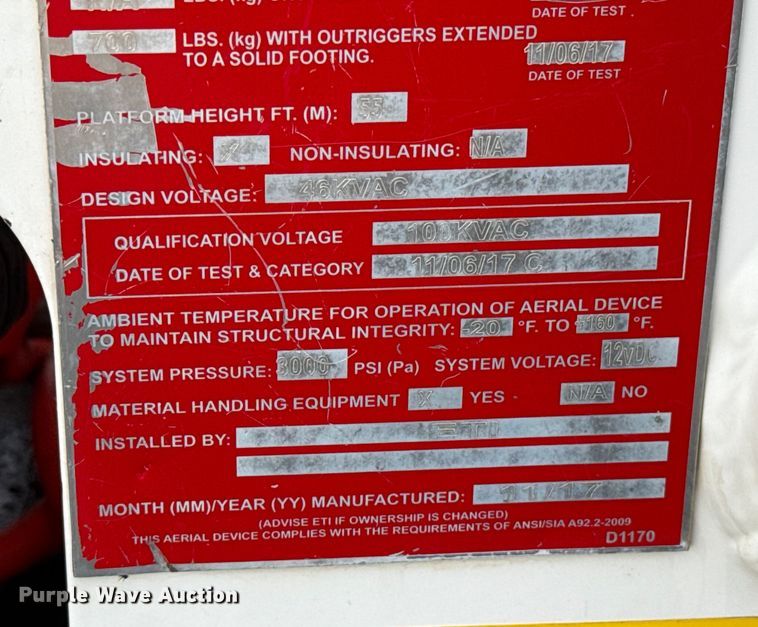 N/A LBS. (kg)
DATE OF TEST
700 LBS. (kg) WITH OUTRIGGERS EXTENDED
TO A SOLID FOOTING.
11/06/17
DATE OF TEST
PLATFORM HEIGHT FT. (M): 55
INSULATING: NON-INSULATING: N/A
DESIGN VOLTAGE: 46KVAC
QUALIFICATION VOLTAGE 100KVAC
DATE OF TEST & CATEGORY 11/06/17 C
AMBIENT TEMPERATURE FOR OPERATION OF AERIAL DEVICE
TO MAINTAIN STRUCTURAL INTEGRITY: -20 °F. TO +160 °F.
SYSTEM PRESSURE: 3000 PSI (Pa) SYSTEM VOLTAGE: 12VDC
MATERIAL HANDLING EQUIPMENT X YES N/A NO
INSTALLED BY: ETI
MONTH (MM)/YEAR (YY) MANUFACTURED: 11/17
(ADVISE ETI IF OWNERSHIP IS CHANGED)
THIS AERIAL DEVICE COMPLIES WITH THE REQUIREMENTS OF ANSI/SIA A92.2-2009
D1170
Purple Wave Auction